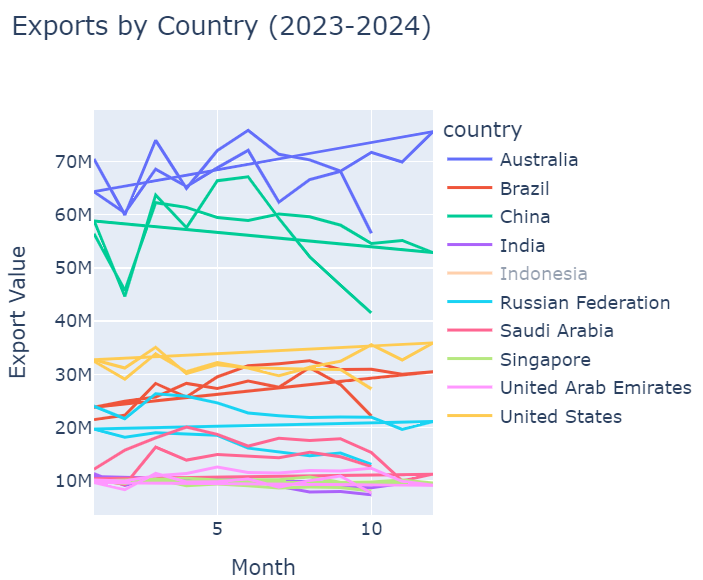 Exports by Country (2023-2024)
country
Australia
Brazil
China
India
Indonesia
Russian Federation
Saudi Arabia
Singapore
United Arab Emirates
United States
Export Value
70M
60M
50M
40M
30M
20M
10M
5
10
Month